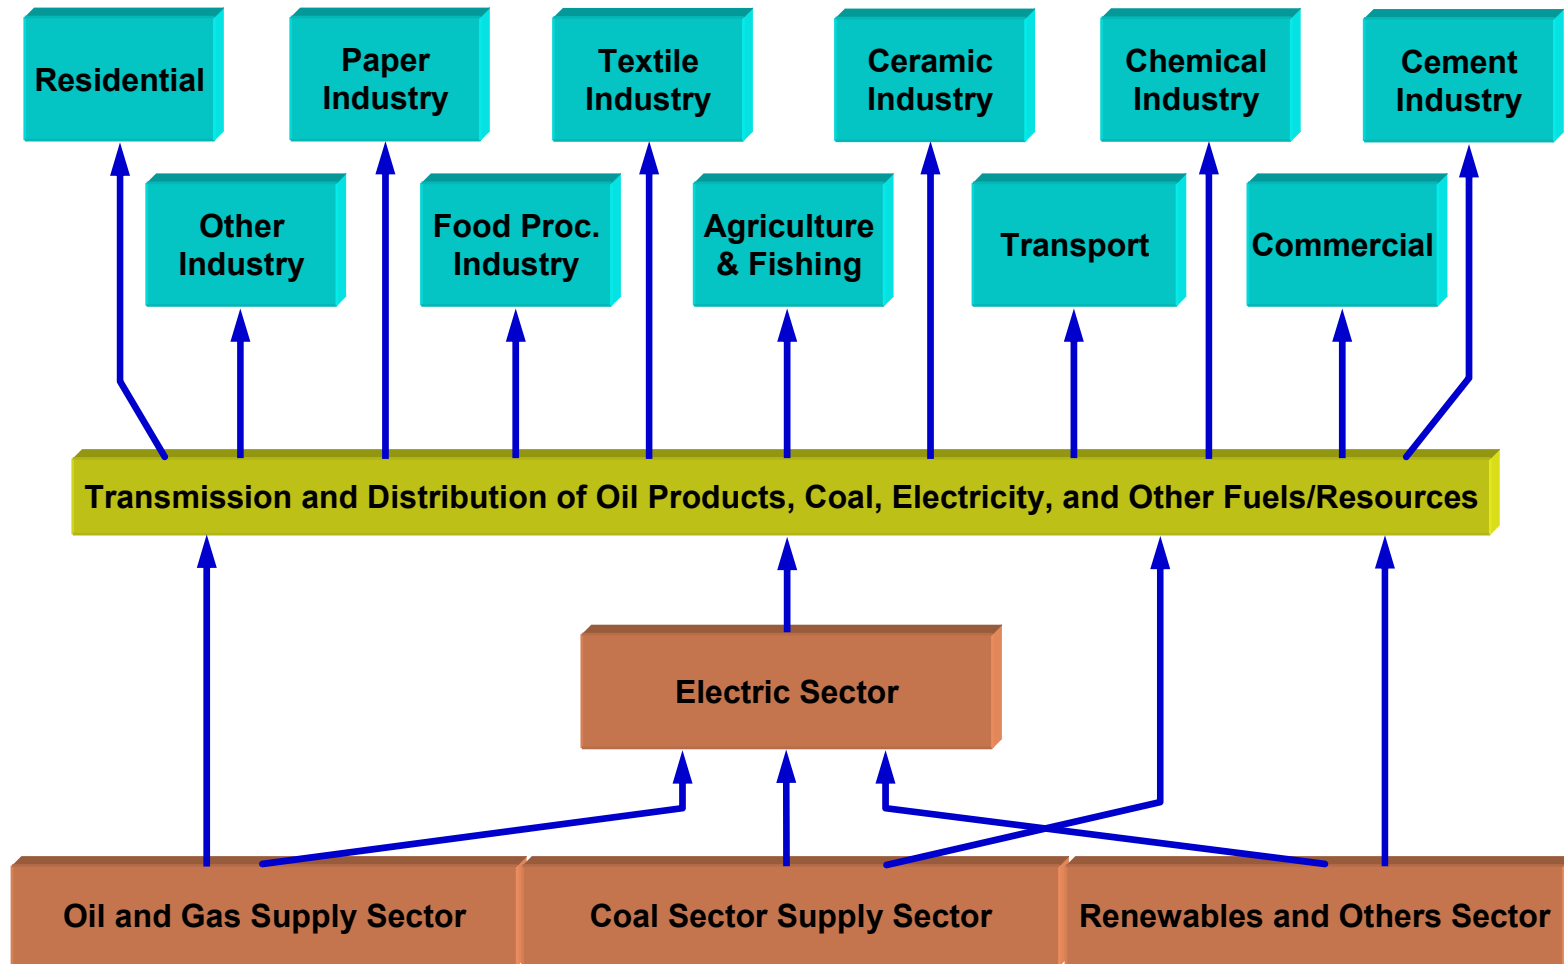 Residential
Paper
Industry
Textile
Industry
Ceramic
Industry
Chemical
Industry
Cement
Industry
Other
Industry
Food Proc.
Industry
Agriculture
& Fishing
Transport
Commercial
Transmission and Distribution of Oil Products, Coal, Electricity, and Other Fuels/Resources
Electric Sector
Oil and Gas Supply Sector
Coal Sector Supply Sector
Renewables and Others Sector